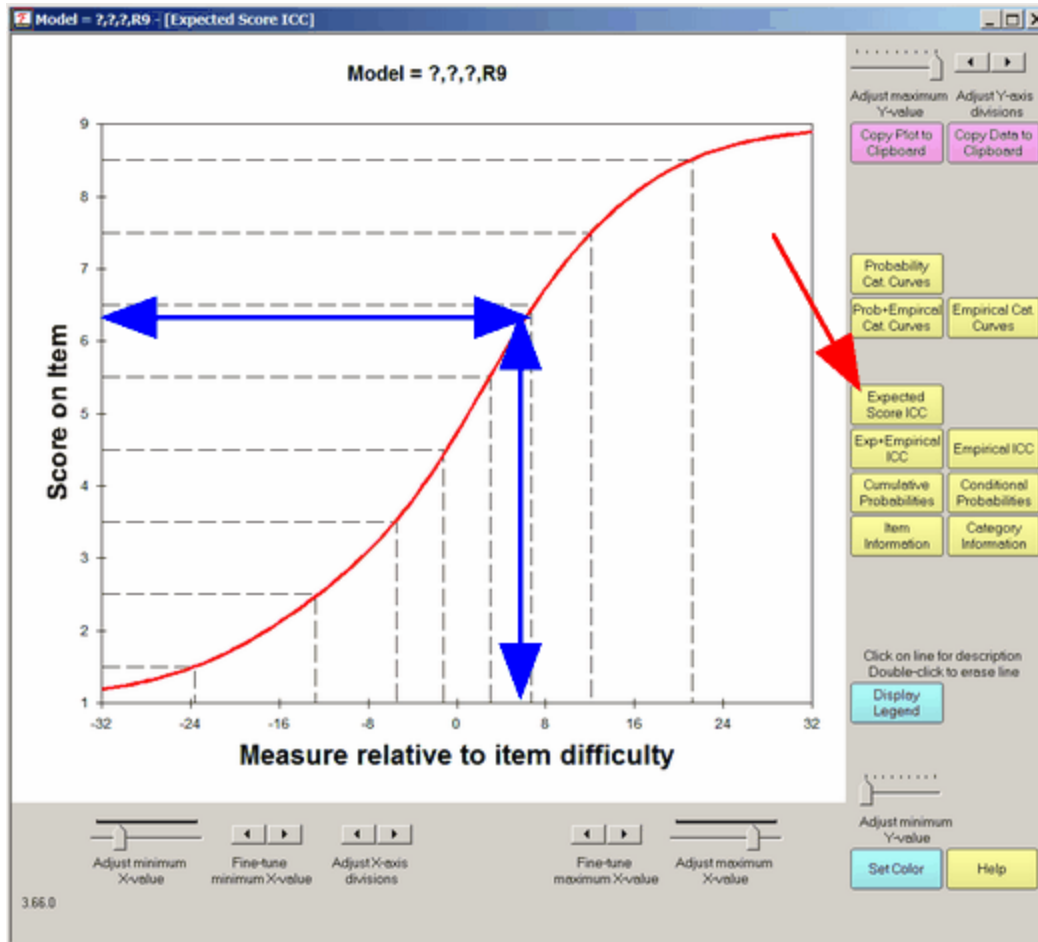 Model = ?,?,?,R9 - [Expected Score ICC]
Model = ?,?,?,R9
Adjust maximum Y-value
Adjust Y-axis divisions
Copy Plot to Clipboard
Copy Data to Clipboard
Probability Cat. Curves
Prob+Empircal Cat. Curves
Empirical Cat. Curves
Expected Score ICC
Exp+Empirical ICC
Empirical ICC
Cumulative Probabilities
Conditional Probabilities
Item Information
Category Information
Click on line for description
Double-click to erase line
Display Legend
Adjust minimum Y-value
Set Color
Help
Score on Item
9
8
7
6
5
4
3
2
1
-32 -24 -16 -8 0 8 16 24 32
Measure relative to item difficulty
Adjust minimum X-value
Fine-tune minimum X-value
Adjust X-axis divisions
Fine-tune maximum X-value
Adjust maximum X-value
3.66.0